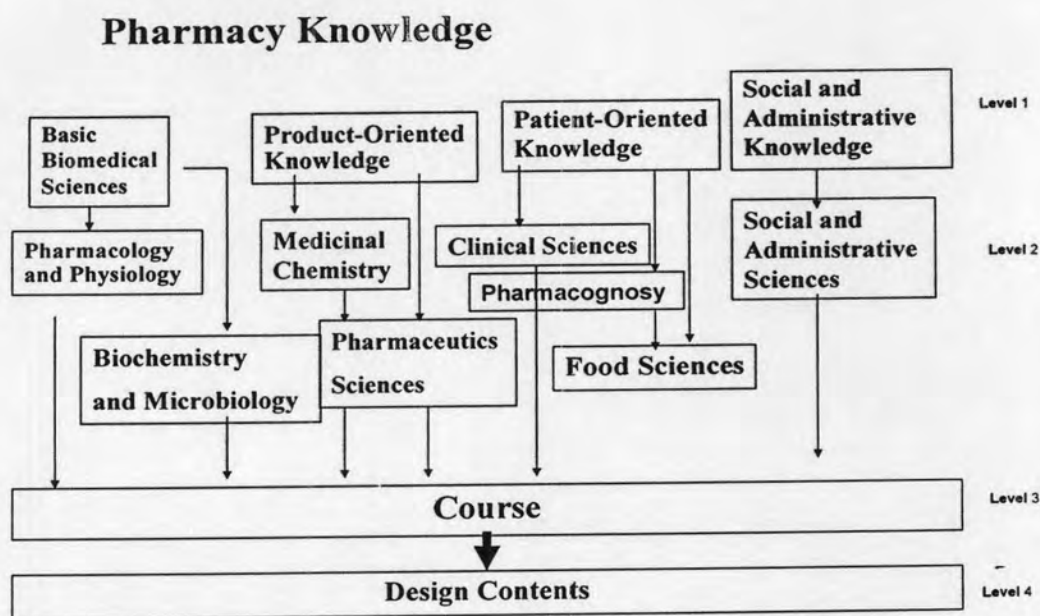 Pharmacy Knowledge
Basic
Biomedical
Sciences
Product-Oriented
Knowledge
Patient-Oriented
Knowledge
Social and
Administrative
Knowledge
Level 1
Pharmacology
and Physiology
Medicinal
Chemistry
Clinical Sciences
Pharmacognosy
Social and
Administrative
Sciences
Level 2
Biochemistry
and Microbiology
Pharmaceutics
Sciences
Food Sciences
Course
Level 3
Design Contents
Level 4